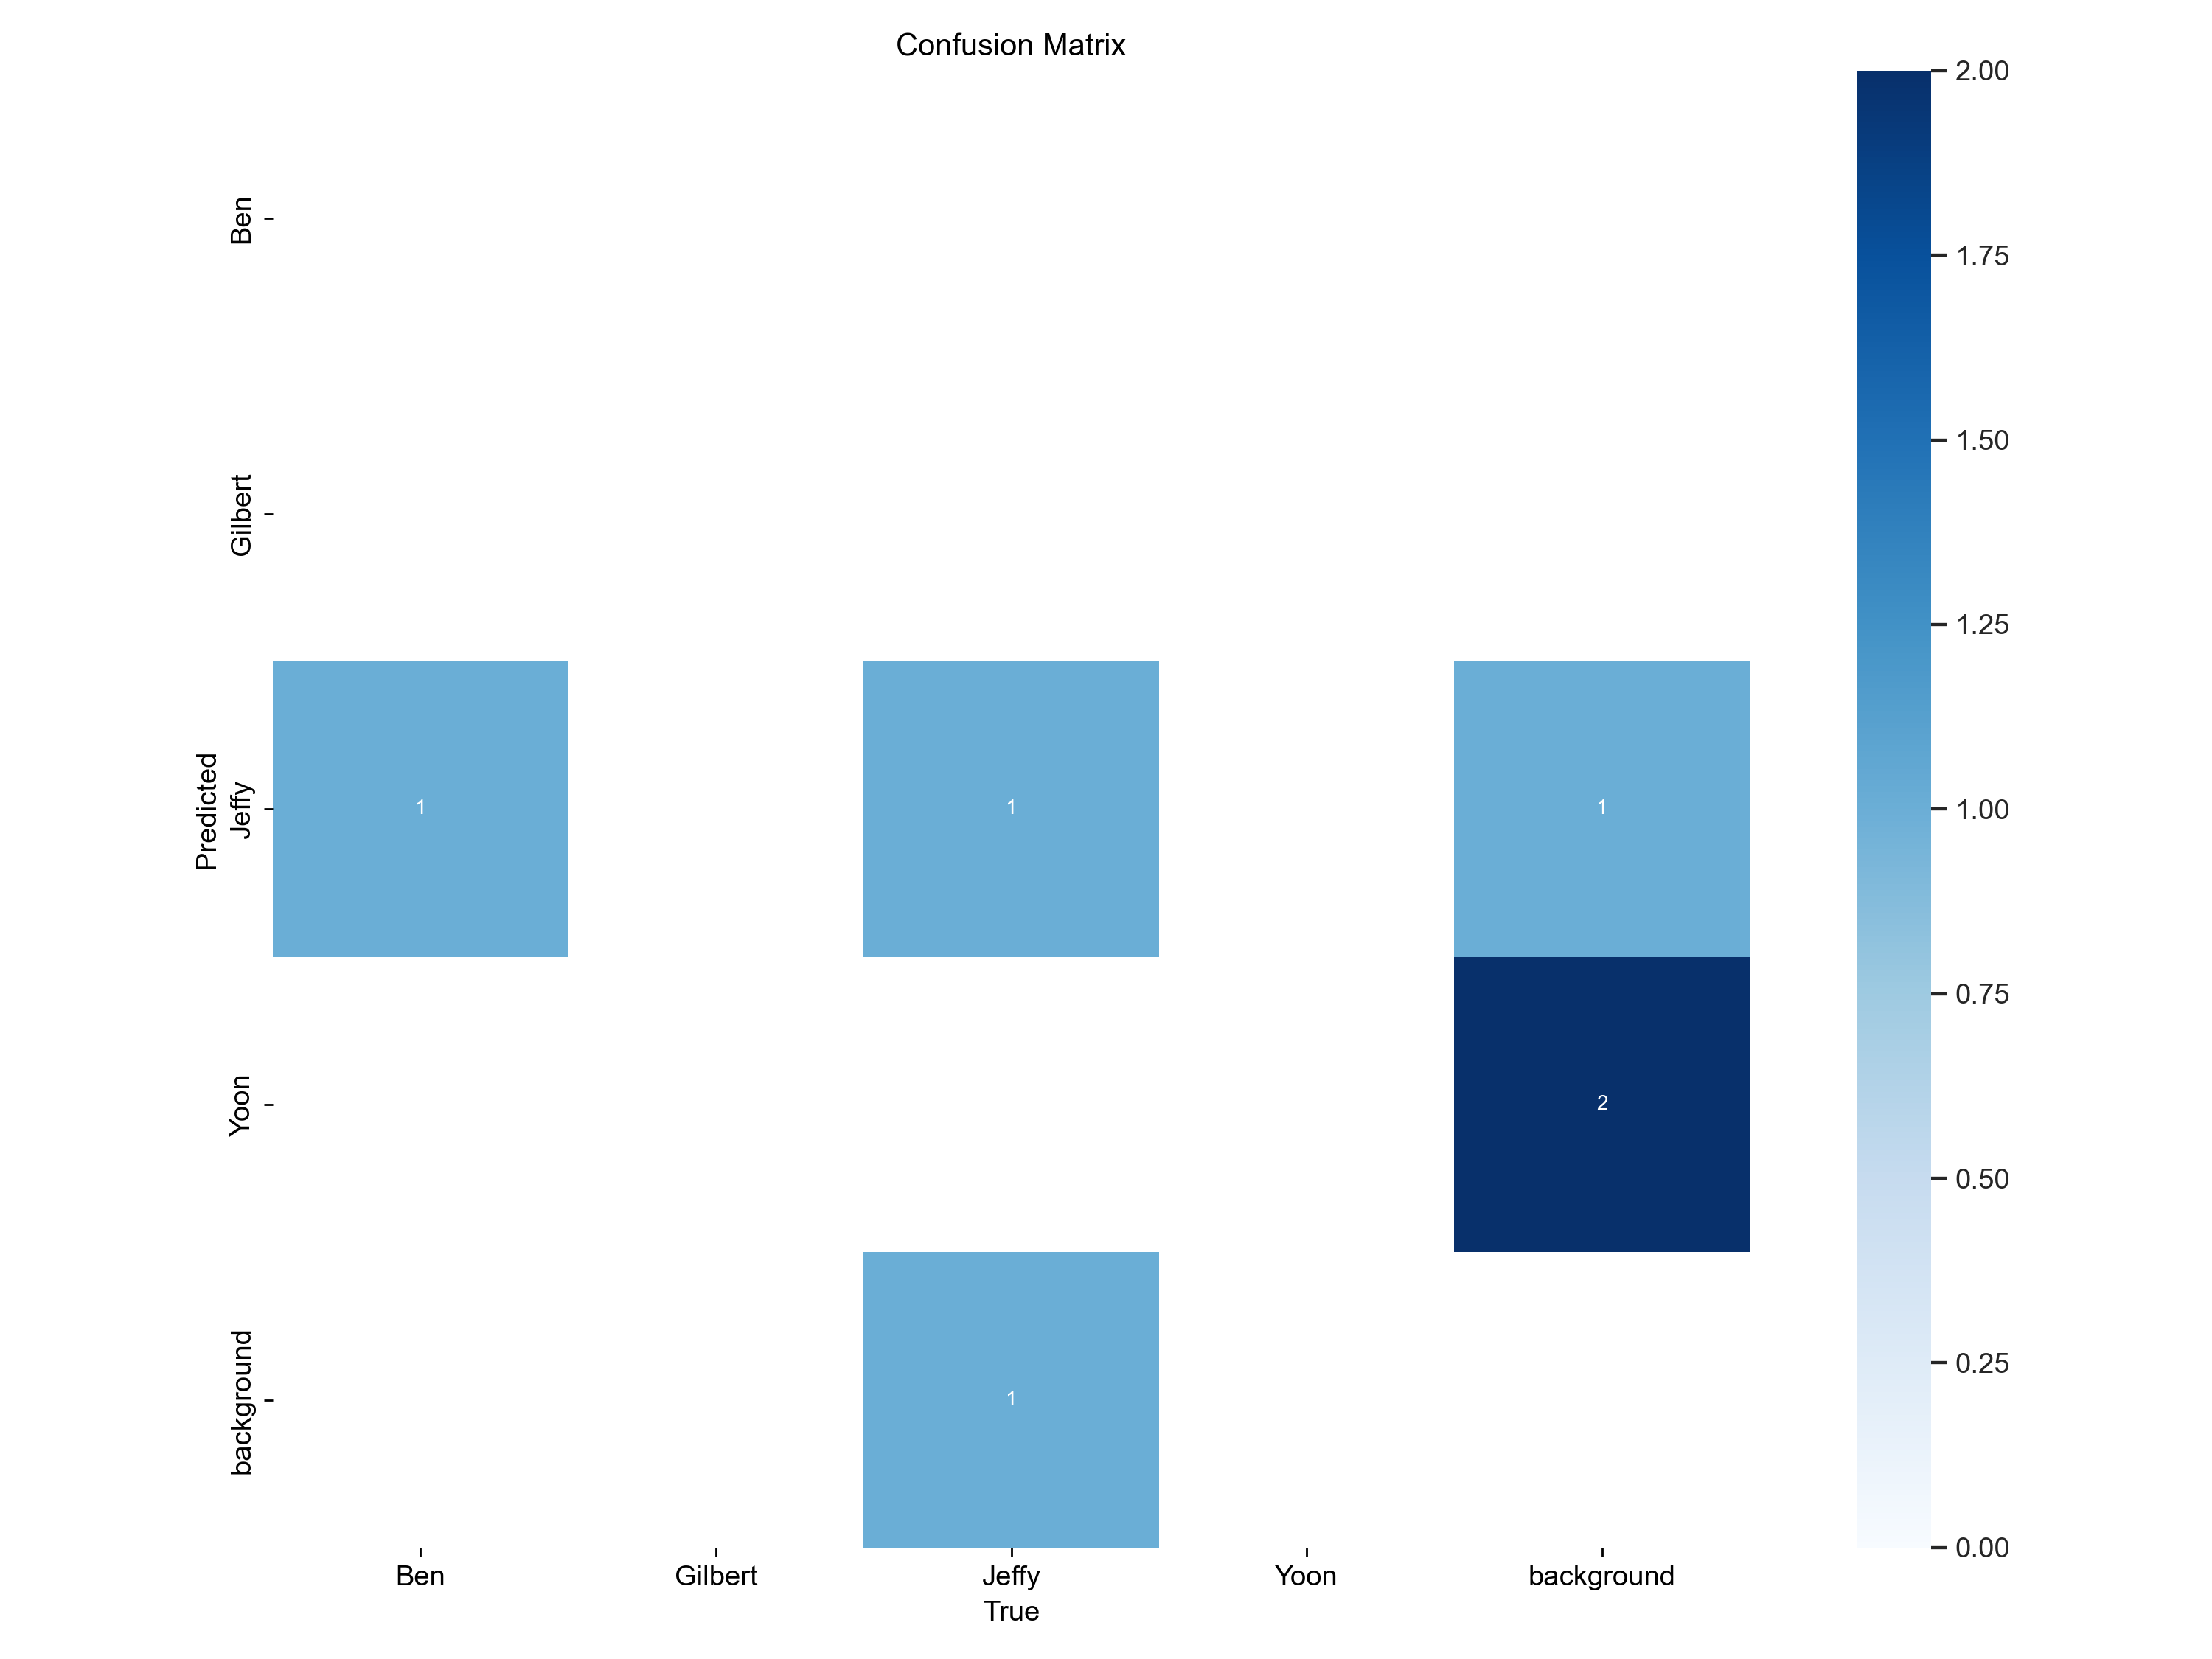 Confusion Matrix
Predicted
Ben
Gilbert
Jeffy
Yoon
background
1
1
1
2
1
Ben Gilbert Jeffy Yoon background
True
2.00
1.75
1.50
1.25
1.00
0.75
0.50
0.25
0.00